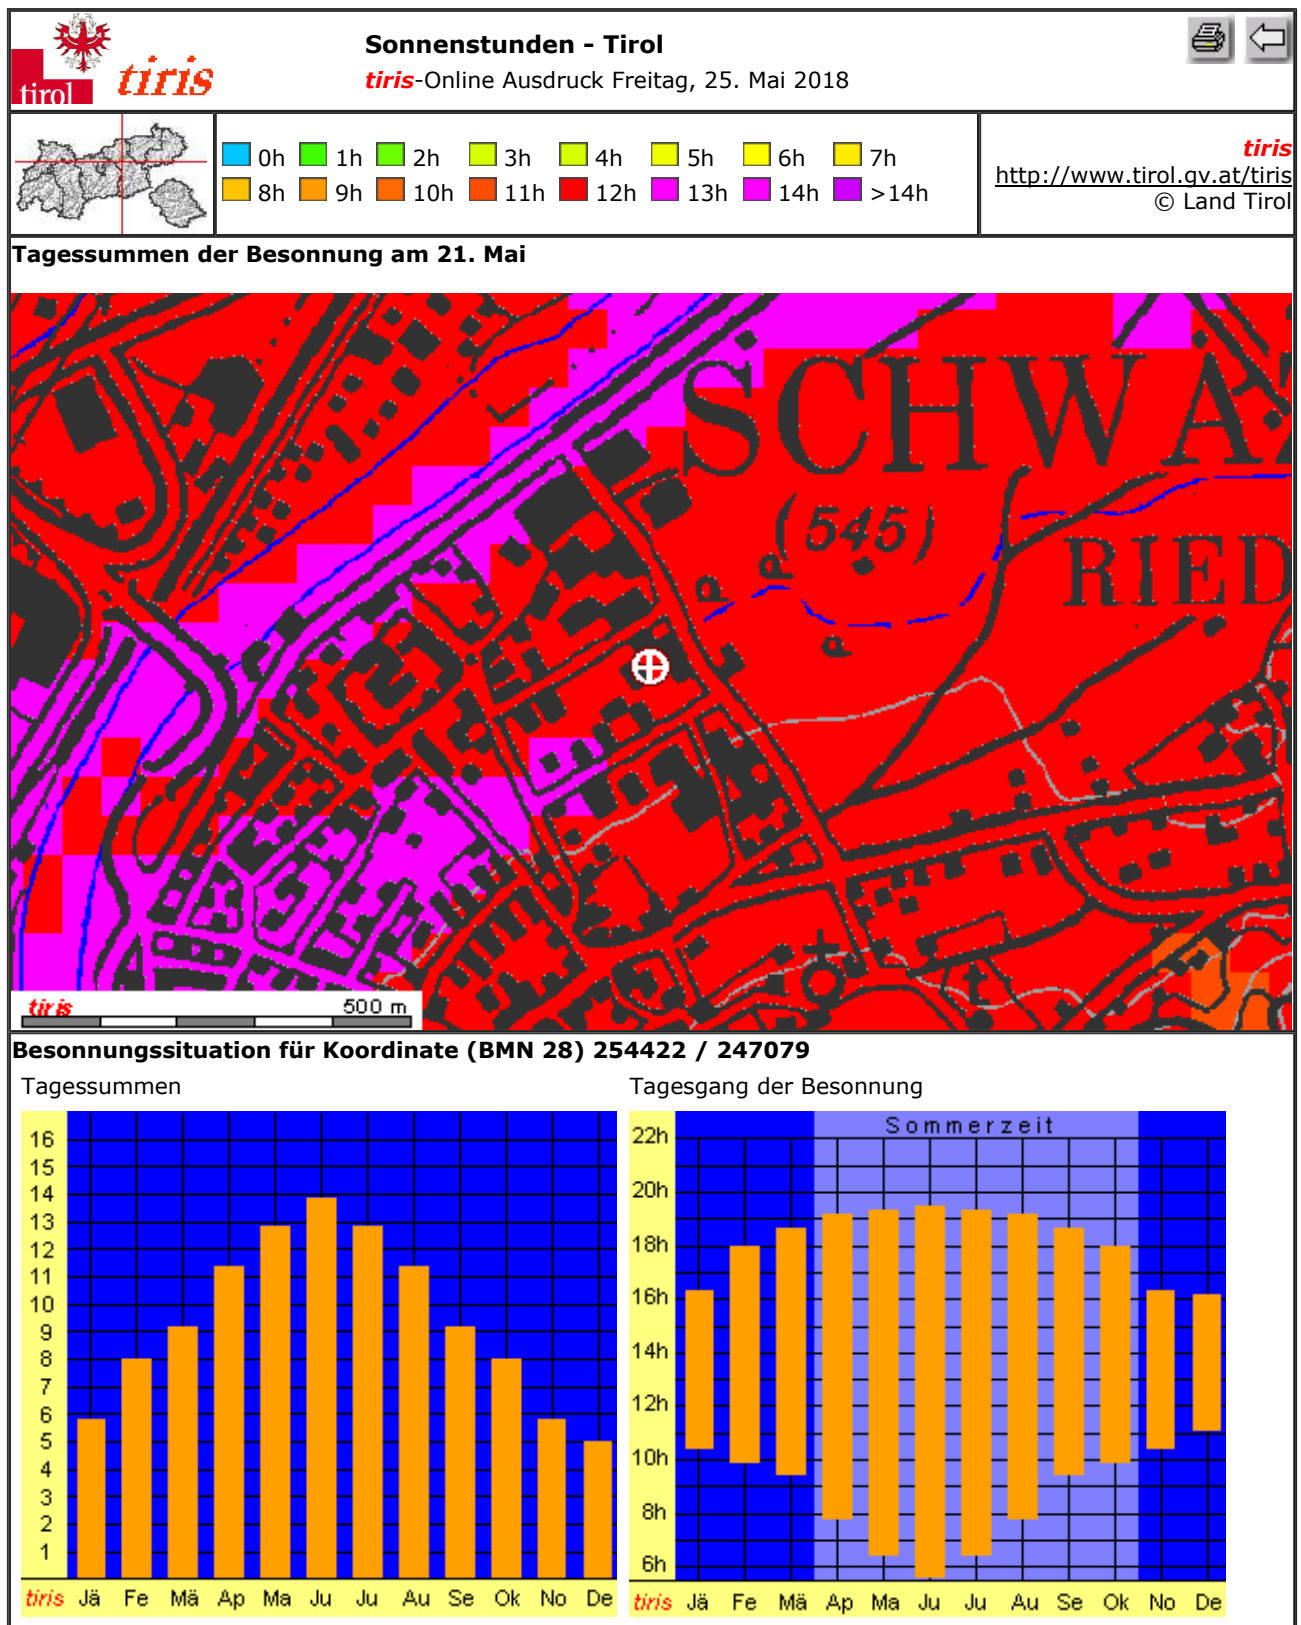 tirol
tiris
Sonnenstunden - Tirol
tiris-Online Ausdruck Freitag, 25. Mai 2018
0h 1h 2h 3h 4h 5h 6h 7h
8h 9h 10h 11h 12h 13h 14h >14h
tiris
http://www.tirol.gv.at/tiris
© Land Tirol
Tagessummen der Besonnung am 21. Mai
SCHWAZ
(545)
RIED
P
P
P
tiris 500 m
Besonnungssituation für Koordinate (BMN 28) 254422 / 247079
Tagessummen
16
15
14
13
12
11
10
9
8
7
6
5
4
3
2
1
tiris Jä Fe Mä Ap Ma Ju Ju Au Se Ok No De
Tagesgang der Besonnung
Sommerzeit
22h
20h
18h
16h
14h
12h
10h
8h
6h
tiris Jä Fe Mä Ap Ma Ju Ju Au Se Ok No De